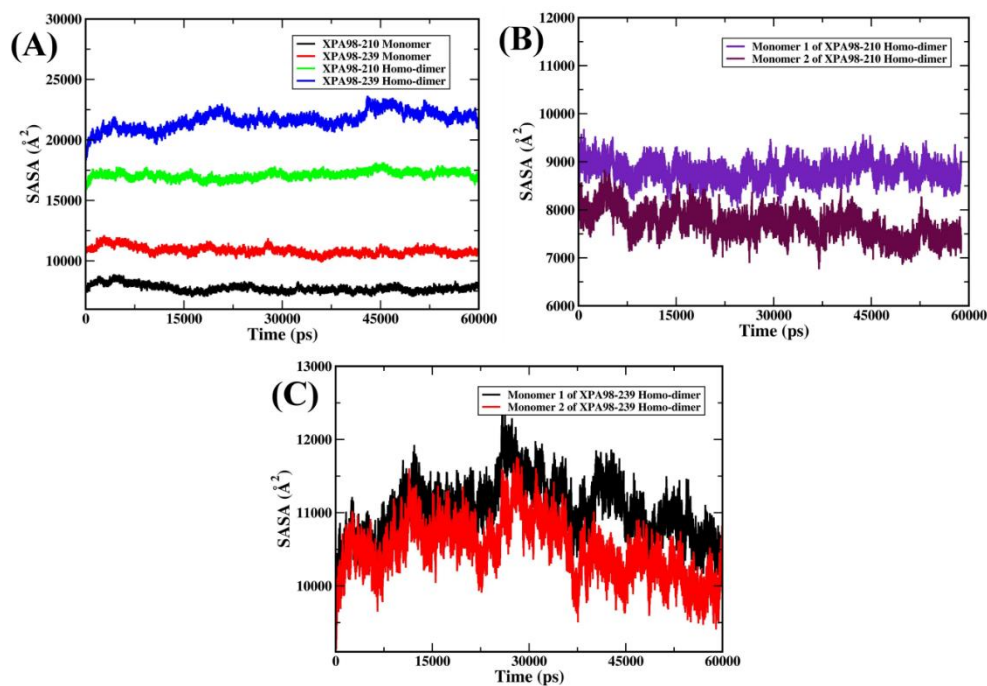 (A)
30000
25000
20000
15000
10000
SASA (Å²)
0
15000
30000
45000
60000
Time (ps)
XPA98-210 Monomer
XPA98-239 Monomer
XPA98-210 Homo-dimer
XPA98-239 Homo-dimer
(B)
12000
11000
10000
9000
8000
7000
6000
SASA (Å²)
0
15000
30000
45000
60000
Time (ps)
Monomer 1 of XPA98-210 Homo-dimer
Monomer 2 of XPA98-210 Homo-dimer
(C)
13000
12000
11000
10000
SASA (Å²)
0
15000
30000
45000
60000
Time (ps)
Monomer 1 of XPA98-239 Homo-dimer
Monomer 2 of XPA98-239 Homo-dimer